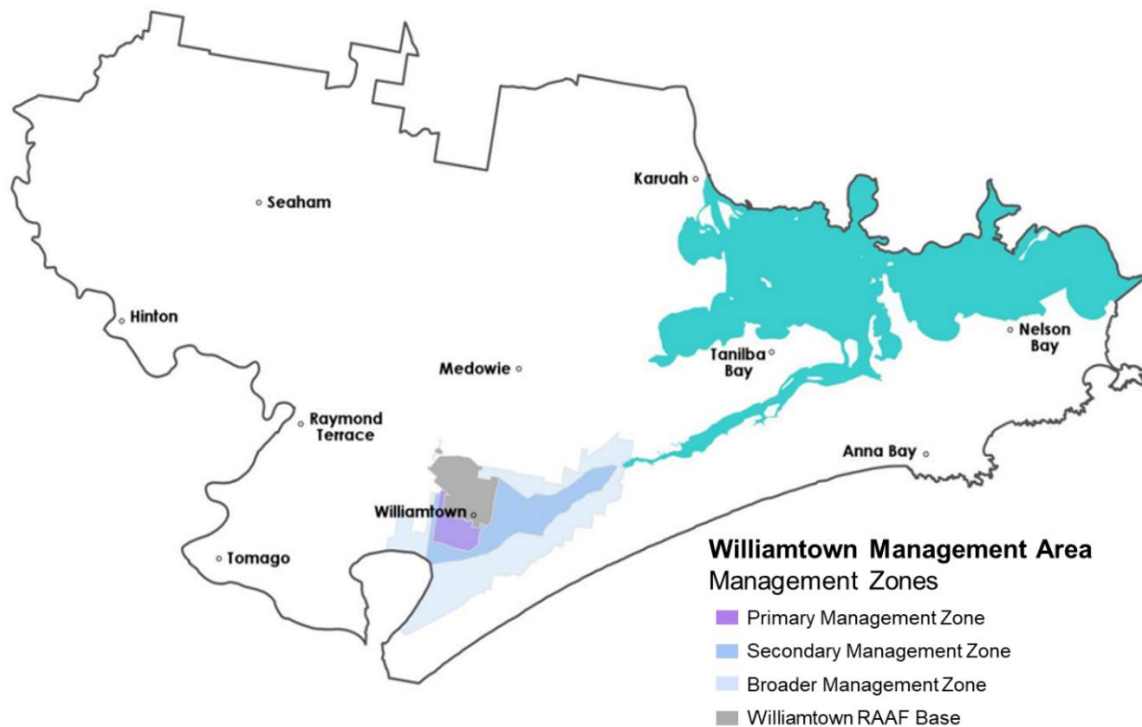 Karuah
Seaham
Hinton
Nelson
Bay
Tanilba
Bay
Medowie
Raymond
Terrace
Anna Bay
Williamtown
Tomago
Williamtown Management Area
Management Zones
Primary Management Zone
Secondary Management Zone
Broader Management Zone
Williamtown RAAF Base